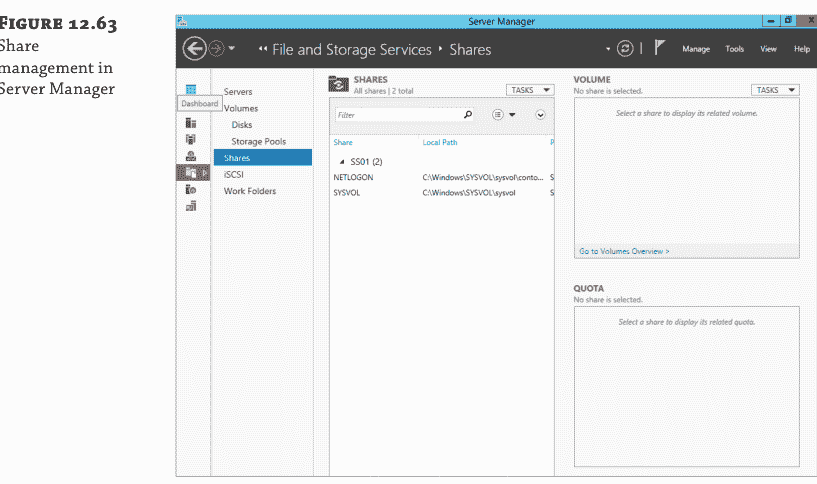 FIGURE 12.63
Share
management in
Server Manager
Server Manager
File and Storage Services • Shares
Manage Tools View Help
Dashboard
Servers
Volumes
Disks
Storage Pools
Shares
iSCSI
Work Folders
SHARES
All shares | 2 total
TASKS
Filter
Share Local Path P
SS01 (2)
NETLOGON C:\Windows\SYSVOL\sysvol\conto... S
SYSVOL C:\Windows\SYSVOL\sysvol S
VOLUME
No share is selected.
TASKS
Select a share to display its related volume.
Go to Volumes Overview >
QUOTA
No share is selected.
Select a share to display its related quota.